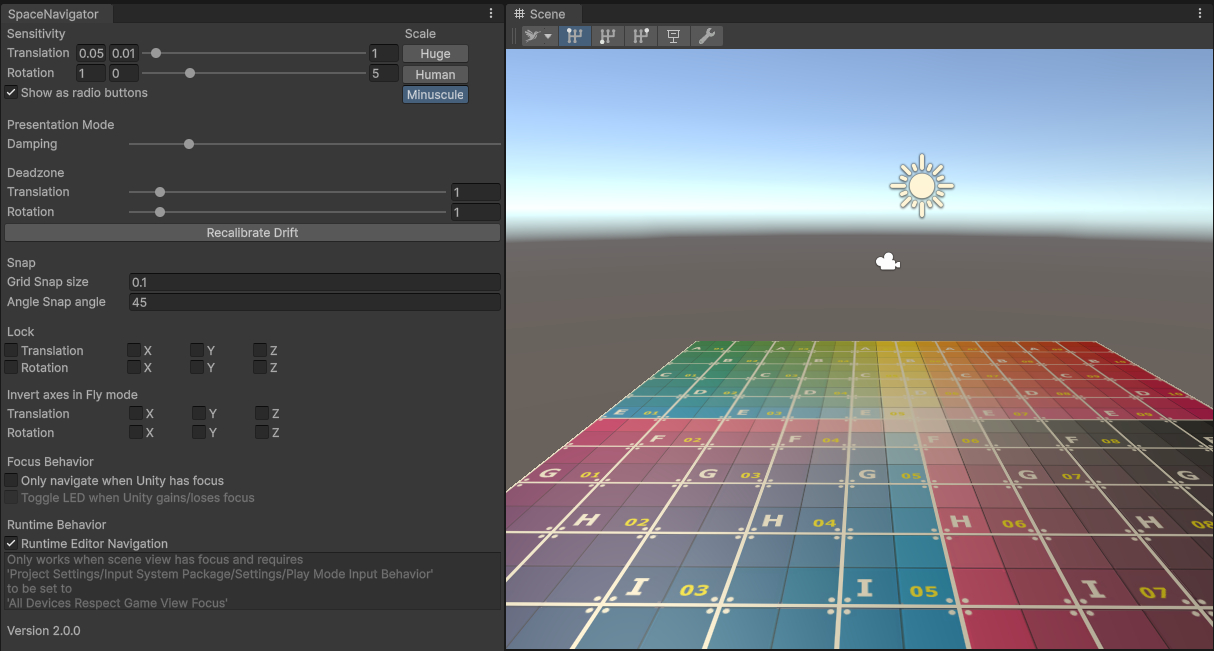 SpaceNavigator
Sensitivity
Scale
Translation 0.05 0.01 1 Huge
Rotation 1 0 5 Human
Show as radio buttons Minuscule
Presentation Mode
Damping
Deadzone
Translation 1
Rotation 1
Recalibrate Drift
Snap
Grid Snap size 0.1
Angle Snap angle 45
Lock
Translation X Y Z
Rotation X Y Z
Invert axes in Fly mode
Translation X Y Z
Rotation X Y Z
Focus Behavior
Only navigate when Unity has focus
Toggle LED when Unity gains/loses focus
Runtime Behavior
Runtime Editor Navigation
Only works when scene view has focus and requires
'Project Settings/Input System Package/Settings/Play Mode Input Behavior'
to be set to
'All Devices Respect Game View Focus'
Version 2.0.0
Scene
A A A A
B B B
C C C C
D D D D
E 01 E 03 E E 07 E 09
F 02 F 04 F 06 F 08
G 01 G 03 G 05 G 07 G
H 02 H 04 H 06 H 08
I 03 I 05 I 07